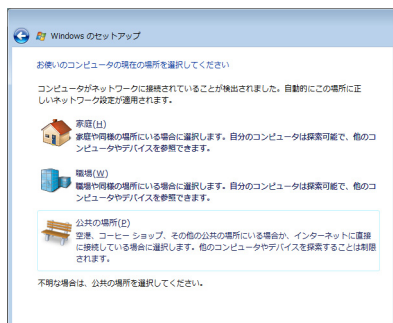 Windows のセットアップ
お使いのコンピュータの現在の場所を選択してください
コンピュータがネットワークに接続されていることが検出されました。自動的にこの場所に正
しいネットワーク設定が適用されます。
家庭(H)
家庭や同様の場所にいる場合に選択します。自分のコンピュータは探索可能で、他のコ
ンピュータやデバイスを参照できます。
職場(W)
職場や同様の場所にいる場合に選択します。自分のコンピュータは探索可能で、他のコ
ンピュータやデバイスを参照できます。
公共の場所(P)
空港、コーヒー ショップ、その他の公共の場所にいる場合か、インターネットに直接
に接続している場合に選択します。他のコンピュータやデバイスを探索することは制限
されます。
不明な場合は、公共の場所を選択してください。